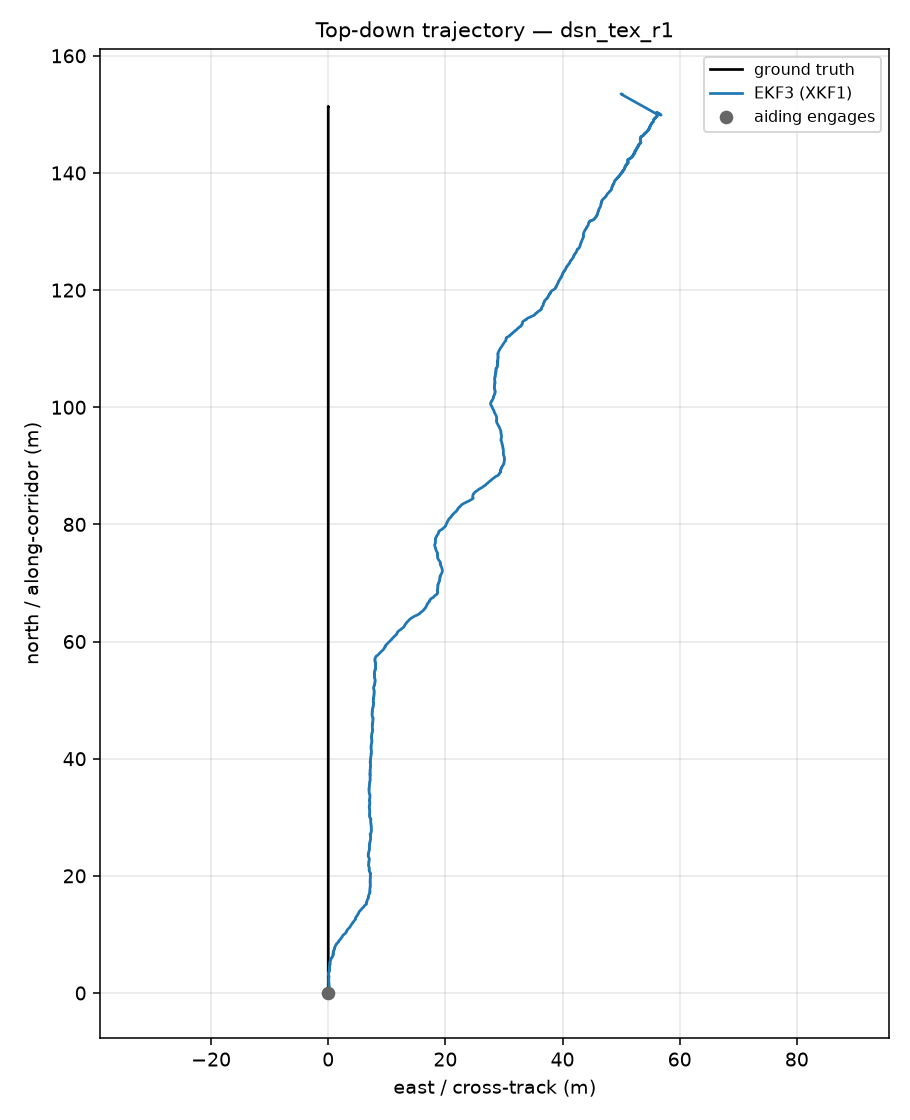 Top-down trajectory — dsn_tex_r1
ground truth
EKF3 (XKF1)
aiding engages
160
140
120
100
80
60
40
20
0
north / along-corridor (m)
−20
0
20
40
60
80
east / cross-track (m)